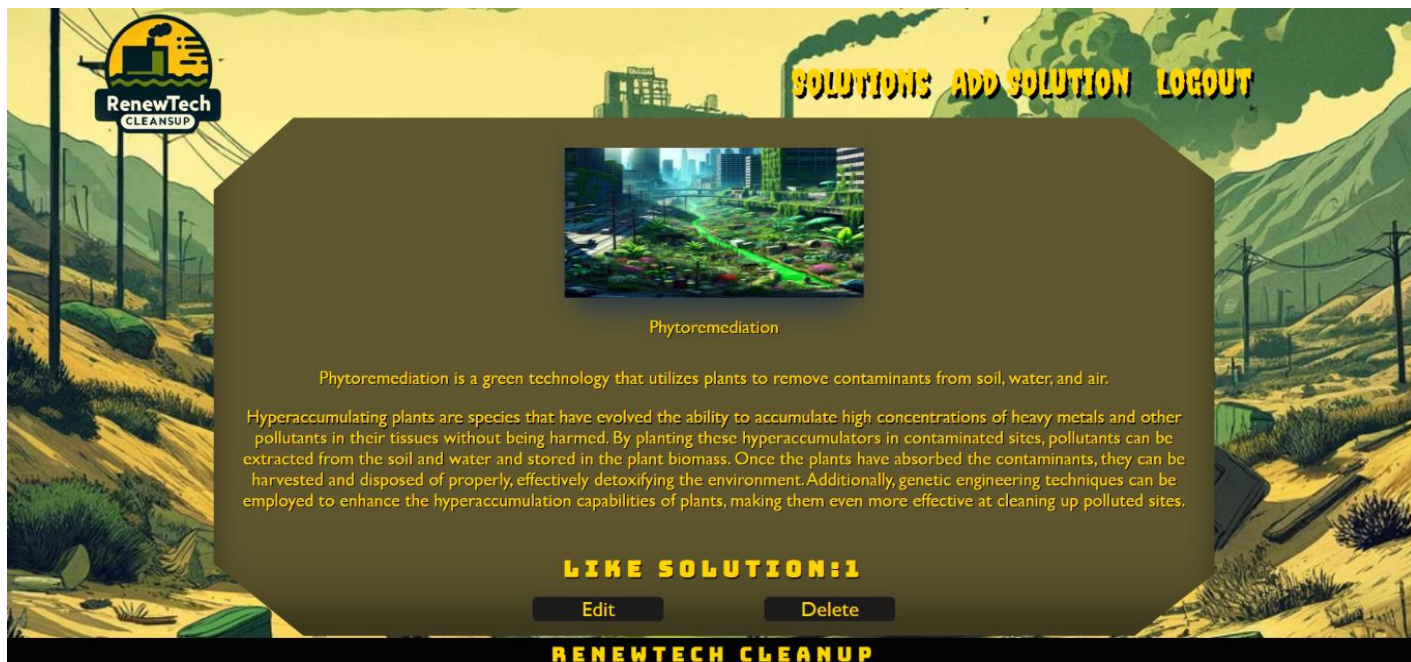 RenewTech
CLEANSUP
SOLUTIONS ADD SOLUTION LOGOUT
Phytoremediation
Phytoremediation is a green technology that utilizes plants to remove contaminants from soil, water, and air.
Hyperaccumulating plants are species that have evolved the ability to accumulate high concentrations of heavy metals and other
pollutants in their tissues without being harmed. By planting these hyperaccumulators in contaminated sites, pollutants can be
extracted from the soil and water and stored in the plant biomass. Once the plants have absorbed the contaminants, they can be
harvested and disposed of properly, effectively detoxifying the environment. Additionally, genetic engineering techniques can be
employed to enhance the hyperaccumulation capabilities of plants, making them even more effective at cleaning up polluted sites.
LIKE SOLUTION:1
Edit Delete
RENEWTECH CLEANUP